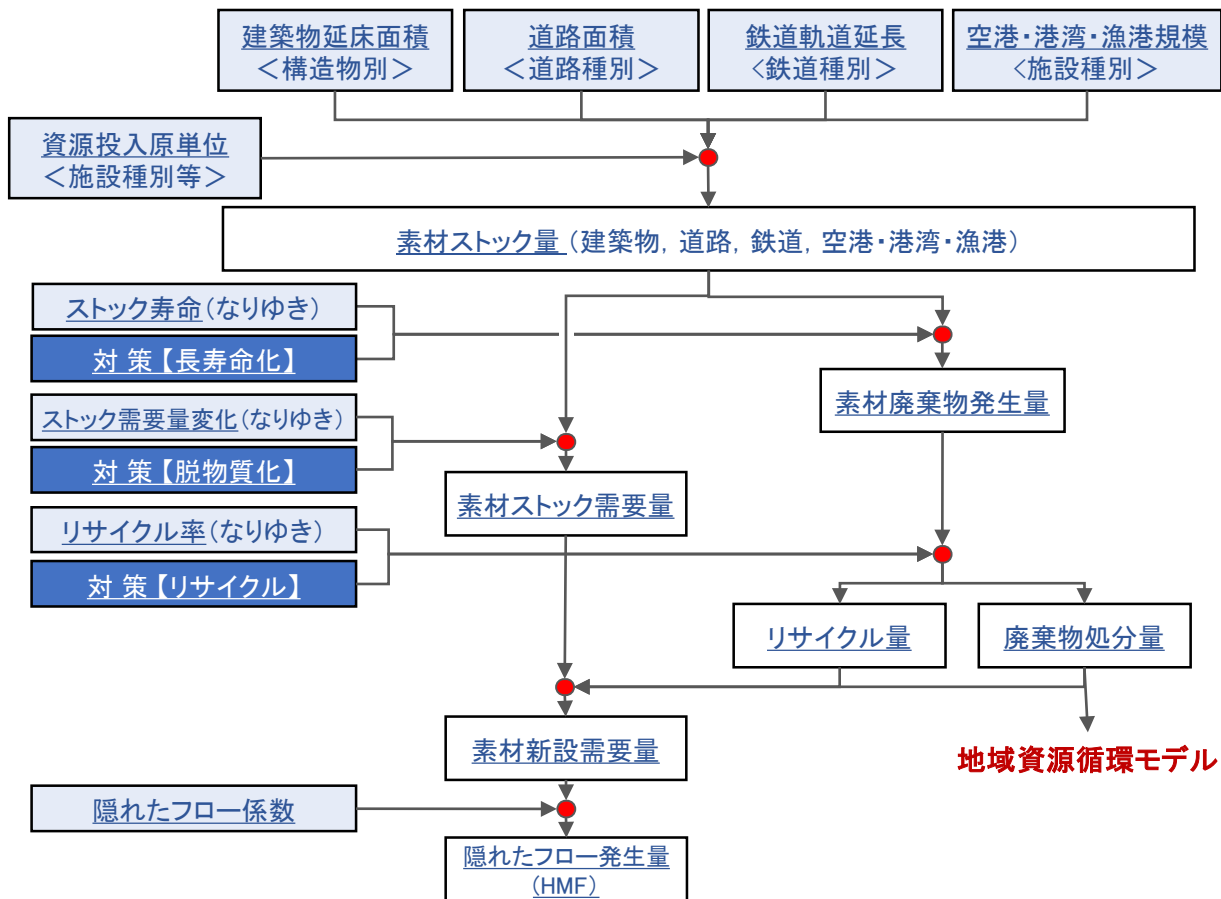 建築物延床面積
＜構造物別＞
道路面積
＜道路種別＞
鉄道軌道延長
＜鉄道種別＞
空港・港湾・漁港規模
＜施設種別＞
資源投入原単位
＜施設種別等＞
素材ストック量（建築物，道路，鉄道，空港・港湾・漁港）
ストック寿命（なりゆき）
対 策【長寿命化】
素材廃棄物発生量
ストック需要量変化（なりゆき）
対 策【脱物質化】
素材ストック需要量
リサイクル率（なりゆき）
対 策【リサイクル】
リサイクル量
廃棄物処分量
素材新設需要量
地域資源循環モデル
隠れたフロー係数
隠れたフロー発生量
（HMF）